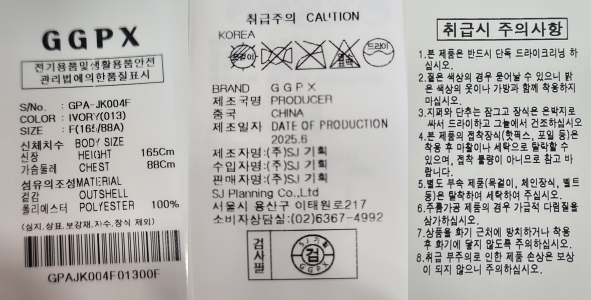 GGPX
전기용품및생활용품안전
관리법에의한품질표시
S/No. : GPA-JK004F
COLOR : IVORY(013)
SIZE : F(165/88A)
신체치수 BODY SIZE
신장 HEIGHT 165Cm
가슴둘레 CHEST 88Cm
섬유의조성MATERIAL
겉감 OUTSHELL
폴리에스터 POLYESTER 100%
(심지,상표,보강재,자수,장식 제외)
GPAJK004F01300F
취급주의 CAUTION
KOREA
드라이
BRAND GGPX
제조국명 PRODUCER
중국 CHINA
제조일자 DATE OF PRODUCTION
2025.6
제조자명:(주)SJ 기획
수입자명:(주)SJ 기획
판매자명:(주)SJ 기획
SJ Planning Co.,Ltd
서울시 용산구 이태원로217
소비자상담실:(02)6367-4992
검사필
SJ기획
검
GGPX
취급시 주의사항
1.본 제품은 반드시 단독 드라이크리닝 하
십시오.
2.짙은 색상의 경우 묻어날 수 있으니 밝
은 색상의 옷이나 가방과 함께 착용하지
마십시오.
3.지퍼와 단추는 잠그고 장식은 은박지로
싸서 드라이하고 그늘에서 건조하십시오
4.본 제품의 접착장식(핫픽스, 포일 등)은
착용 후 마찰이나 세탁으로 탈락할 수
있으며, 접착 불량이 아니므로 참고 바
랍니다.
5.별도 부속 제품(목걸이, 체인장식, 벨트
등)은 탈착하여 세탁하여 주십시오.
6.주름가공 제품의 경우 가급적 다림질을
삼가하십시오.
7.상품을 화기 근처에 방치하거나 착용
후 화기에 닿지 않도록 주의하십시오.
8.취급 부주의로 인한 제품 손상은 보상
이 되지 않으니 주의하십시오.